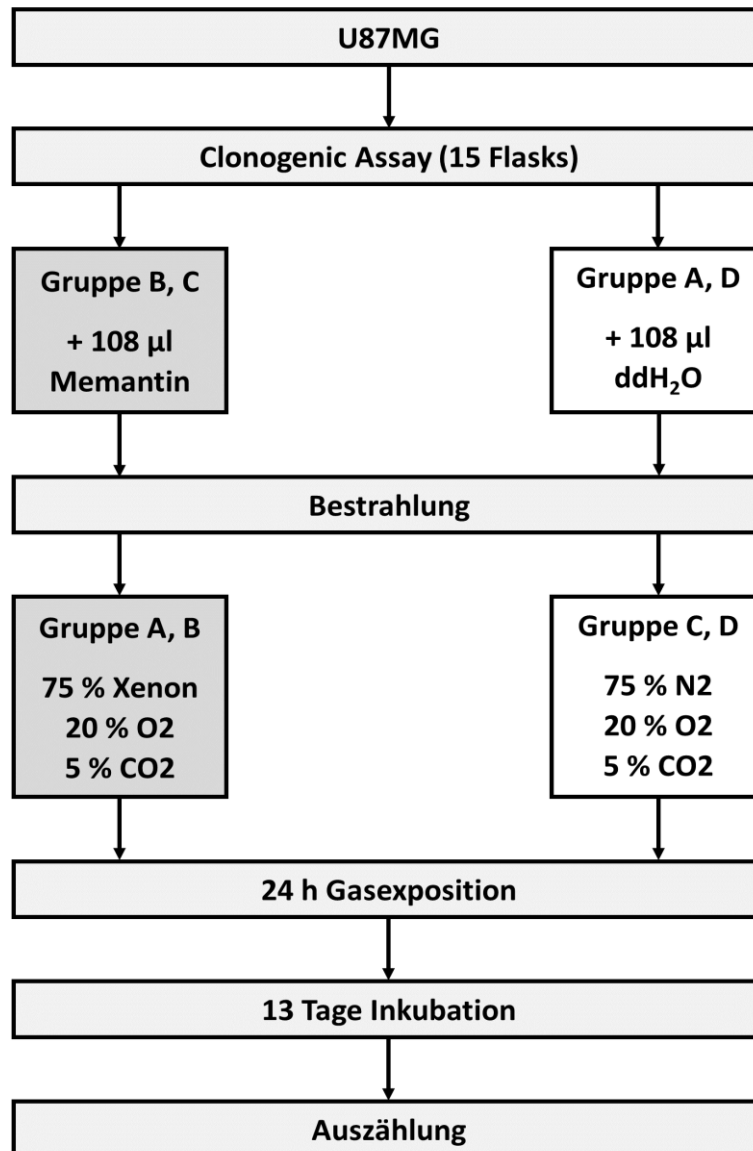 U87MG
Clonogenic Assay (15 Flasks)
Gruppe B, C
+ 108 µl
Memantin
Gruppe A, D
+ 108 µl
ddH₂O
Bestrahlung
Gruppe A, B
75 % Xenon
20 % O2
5 % CO2
Gruppe C, D
75 % N2
20 % O2
5 % CO2
24 h Gasexposition
13 Tage Inkubation
Auszählung